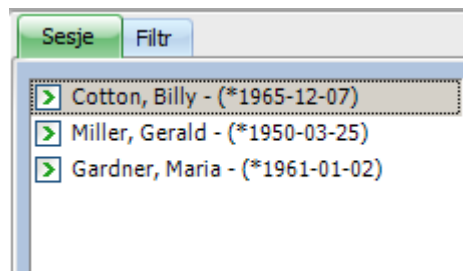 Sesje Filtr
Cotton, Billy - (*1965-12-07)
Miller, Gerald - (*1950-03-25)
Gardner, Maria - (*1961-01-02)